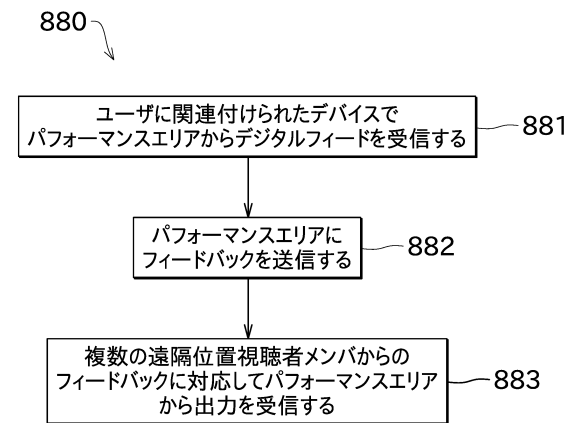 880
ユーザに関連付けられたデバイスで
パフォーマンスエリアからデジタルフィードを受信する
881
パフォーマンスエリアに
フィードバックを送信する
882
複数の遠隔位置視聴者メンバからの
フィードバックに対応してパフォーマンスエリア
から出力を受信する
883